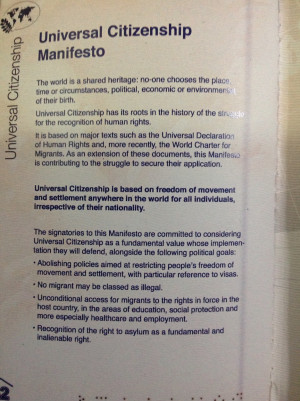 Universal Citizenship
Universal Citizenship
Manifesto
The world is a shared heritage: no-one chooses the place,
time or circumstances, political, economic or environmental
of their birth.
Universal Citizenship has its roots in the history of the struggle
for the recognition of human rights.
It is based on major texts such as the Universal Declaration
of Human Rights and, more recently, the World Charter for
Migrants. As an extension of these documents, this Manifesto
is contributing to the struggle to secure their application.
Universal Citizenship is based on freedom of movement
and settlement anywhere in the world for all individuals,
irrespective of their nationality.
The signatories to this Manifesto are committed to considering
Universal Citizenship as a fundamental value whose implemen-
tation they will defend, alongside the following political goals:
• Abolishing policies aimed at restricting people's freedom of
movement and settlement, with particular reference to visas.
• No migrant may be classed as illegal.
• Unconditional access for migrants to the rights in force in the
host country, in the areas of education, social protection and
more especially healthcare and employment.
• Recognition of the right to asylum as a fundamental and
inalienable right.
2